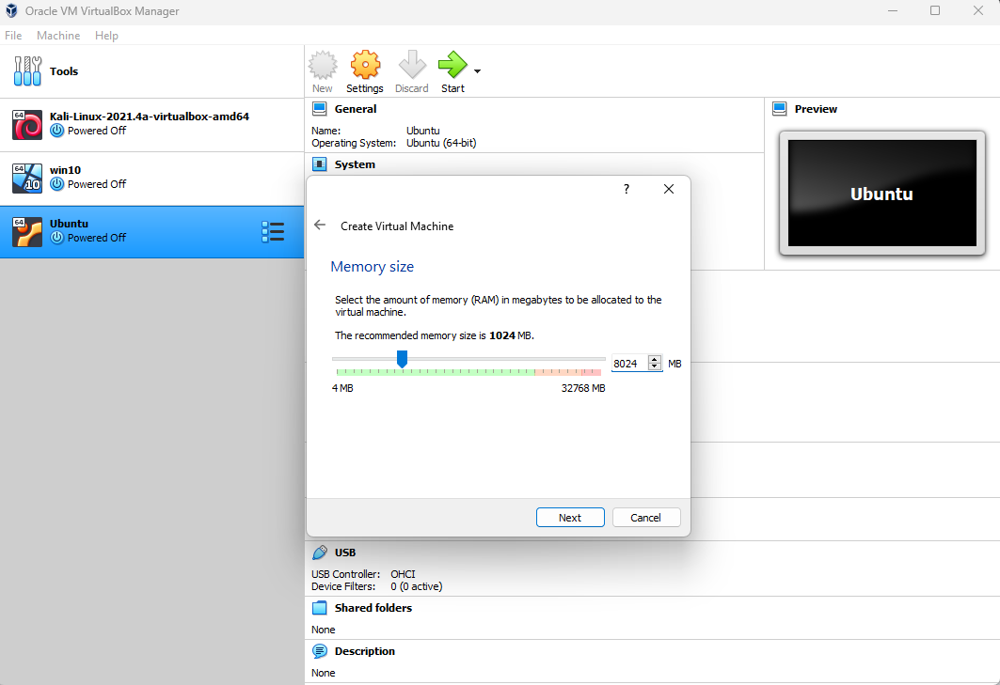 Oracle VM VirtualBox Manager
File Machine Help
Tools
New Settings Discard Start
64
Kali-Linux-2021.4a-virtualbox-amd64
Powered Off
64
10
win10
Powered Off
64
Ubuntu
Powered Off
General
Name: Ubuntu
Operating System: Ubuntu (64-bit)
System
Preview
Ubuntu
?
Create Virtual Machine
Memory size
Select the amount of memory (RAM) in megabytes to be allocated to the
virtual machine.
The recommended memory size is 1024 MB.
8024 MB
4 MB 32768 MB
Next Cancel
USB
USB Controller: OHCI
Device Filters: 0 (0 active)
Shared folders
None
Description
None